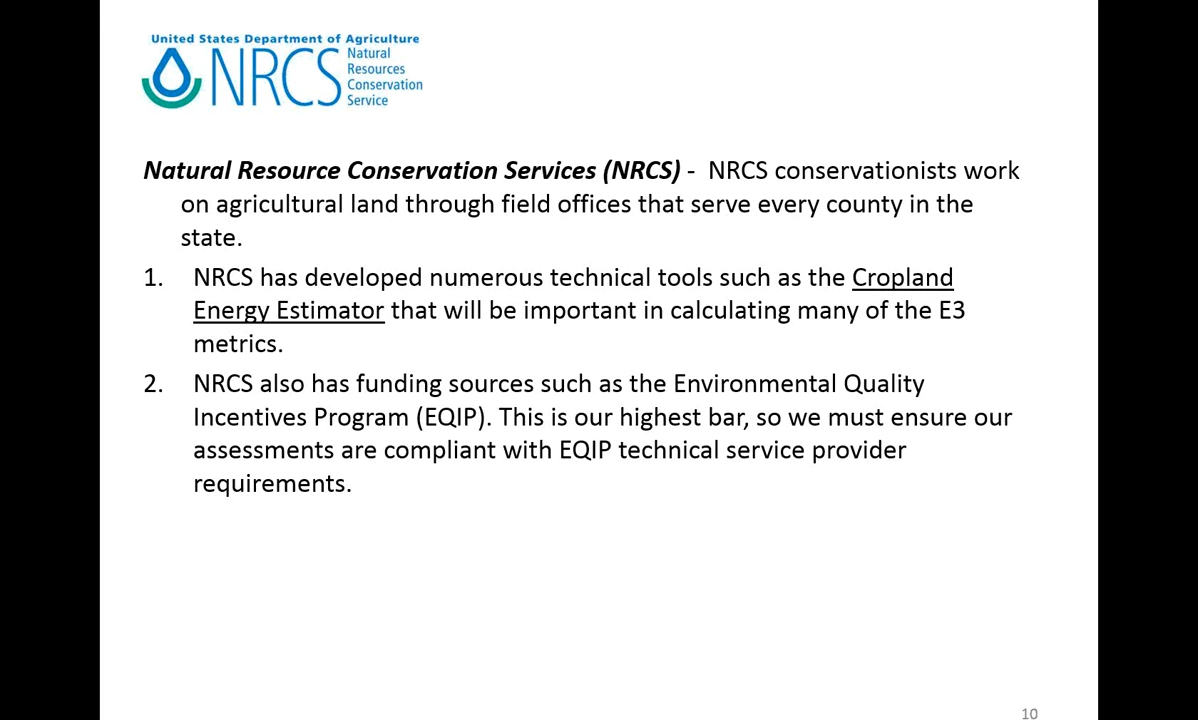 United States Department of Agriculture
NRCS
Natural
Resources
Conservation
Service
Natural Resource Conservation Services (NRCS) - NRCS conservationists work
on agricultural land through field offices that serve every county in the
state.
1. NRCS has developed numerous technical tools such as the Cropland
Energy Estimator that will be important in calculating many of the E3
metrics.
2. NRCS also has funding sources such as the Environmental Quality
Incentives Program (EQIP). This is our highest bar, so we must ensure our
assessments are compliant with EQIP technical service provider
requirements.
10